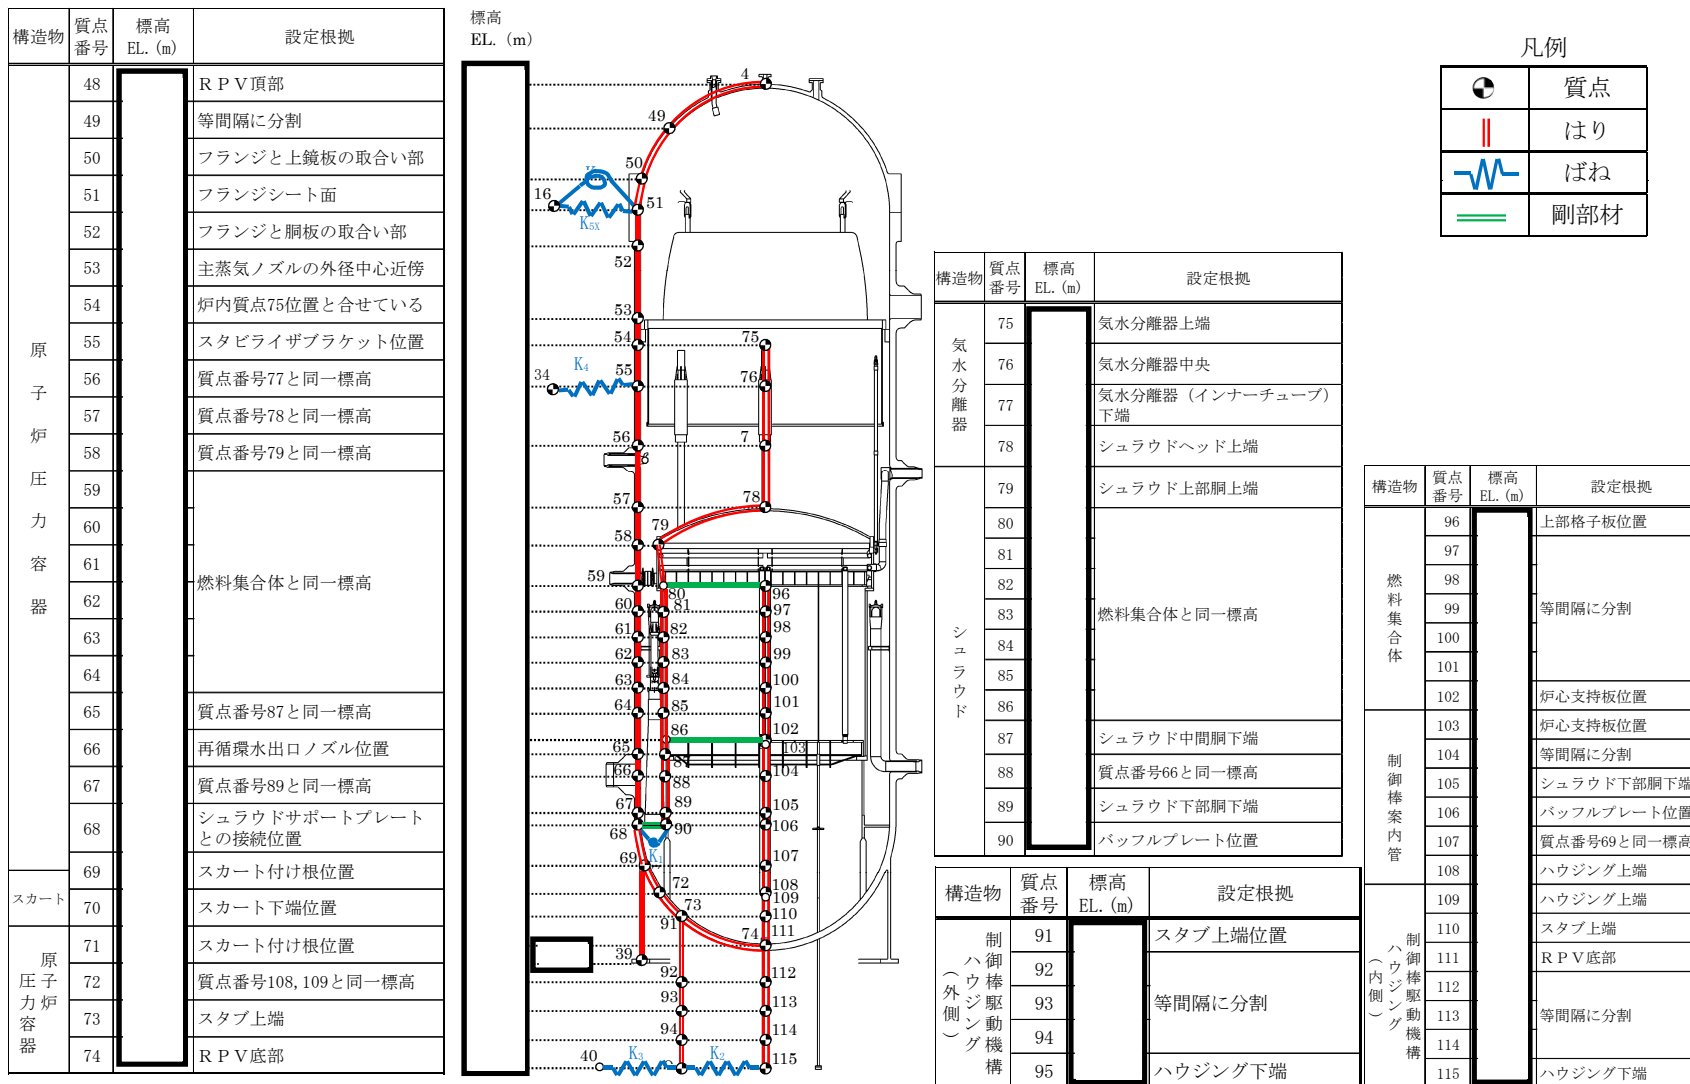 構造物 質点番号 標高 EL. (m) 設定根拠
原子炉圧力容器
48 RPV頂部
49 等間隔に分割
50 フランジと上鏡板の取合い部
51 フランジシート面
52 フランジと胴板の取合い部
53 主蒸気ノズルの外径中心近傍
54 炉内質点75位置と合せている
55 スタビライザブラケット位置
56 質点番号77と同一標高
57 質点番号78と同一標高
58 質点番号79と同一標高
59
60
61
62
63
64
燃料集合体と同一標高
65 質点番号87と同一標高
66 再循環水出口ノズル位置
67 質点番号89と同一標高
68 シュラウドサポートプレート
との接続位置
69 スカート付け根位置
スカート
70 スカート下端位置
原子炉圧力容器
71 スカート付け根位置
72 質点番号108,109と同一標高
73 スタブ上端
74 RPV底部
標高
EL. (m)
4
49
50
16
51
K5X
52
53
54
75
K4
34
55
76
56
7
57
78
79
58
59
80
96
60
81
97
61
82
98
62
83
99
63
84
100
64
85
101
86
102
103
65
87
66
88
104
67
89
105
68
90
106
K1
69
107
72
108
109
73
110
91
74
111
39
92
112
93
113
94
114
40
K3
K2
115
凡例
質点
はり
ばね
剛部材
構造物 質点番号 標高 EL. (m) 設定根拠
気水分離器
75 気水分離器上端
76 気水分離器中央
77 気水分離器（インナーチューブ）
下端
78 シュラウドヘッド上端
シュラウド
79 シュラウド上部胴上端
80
81
82
83
84
85
86
燃料集合体と同一標高
87 シュラウド中間胴下端
88 質点番号66と同一標高
89 シュラウド下部胴下端
90 バッフルプレート位置
構造物 質点番号 標高 EL. (m) 設定根拠
制御棒駆動機構ハウジング（外側）
91 スタブ上端位置
92
93
94
等間隔に分割
95 ハウジング下端
構造物 質点番号 標高 EL. (m) 設定根拠
燃料集合体
96 上部格子板位置
97
98
99
100
101
等間隔に分割
102 炉心支持板位置
制御棒案内管
103 炉心支持板位置
104 等間隔に分割
105 シュラウド下部胴下端
106 バッフルプレート位置
107 質点番号69と同一標高
108 ハウジング上端
制御棒駆動機構ハウジング（内側）
109 ハウジング上端
110 スタブ上端
111 RPV底部
112
113
114
等間隔に分割
115 ハウジング下端